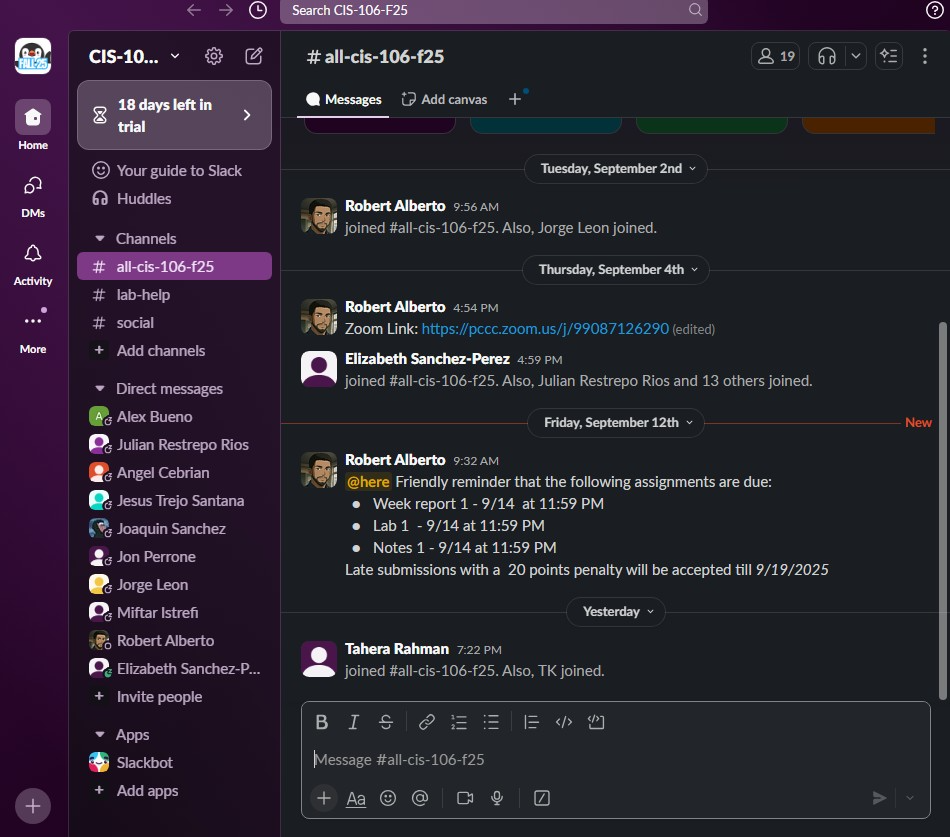 Search CIS-106-F25
FALL-25
CIS-10...
# all-cis-106-f25
19
18 days left in
trial
Messages
Add canvas
Home
DMs
Activity
More
Your guide to Slack
Huddles
Channels
# all-cis-106-f25
# lab-help
# social
+ Add channels
Direct messages
A Alex Bueno
Julian Restrepo Rios
Angel Cebrian
Jesus Trejo Santana
Joaquin Sanchez
Jon Perrone
Jorge Leon
Miftar Istrefi
Robert Alberto
Elizabeth Sanchez-P...
+ Invite people
Apps
Slackbot
+ Add apps
Tuesday, September 2nd
Robert Alberto 9:56 AM
joined #all-cis-106-f25. Also, Jorge Leon joined.
Thursday, September 4th
Robert Alberto 4:54 PM
Zoom Link: https://pccc.zoom.us/j/99087126290 (edited)
Elizabeth Sanchez-Perez 4:59 PM
joined #all-cis-106-f25. Also, Julian Restrepo Rios and 13 others joined.
Friday, September 12th
New
Robert Alberto 9:32 AM
@here Friendly reminder that the following assignments are due:
• Week report 1 - 9/14 at 11:59 PM
• Lab 1 - 9/14 at 11:59 PM
• Notes 1 - 9/14 at 11:59 PM
Late submissions with a 20 points penalty will be accepted till 9/19/2025
Yesterday
Tahera Rahman 7:22 PM
joined #all-cis-106-f25. Also, TK joined.
B I S
Message #all-cis-106-f25
+ Aa @